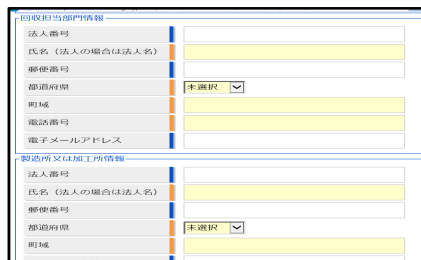 回収担当部門情報
法人番号
氏名（法人の場合は法人名）
郵便番号
都道府県 未選択
町域
電話番号
電子メールアドレス
製造所又は加工所情報
法人番号
氏名（法人の場合は法人名）
郵便番号
都道府県 未選択
町域